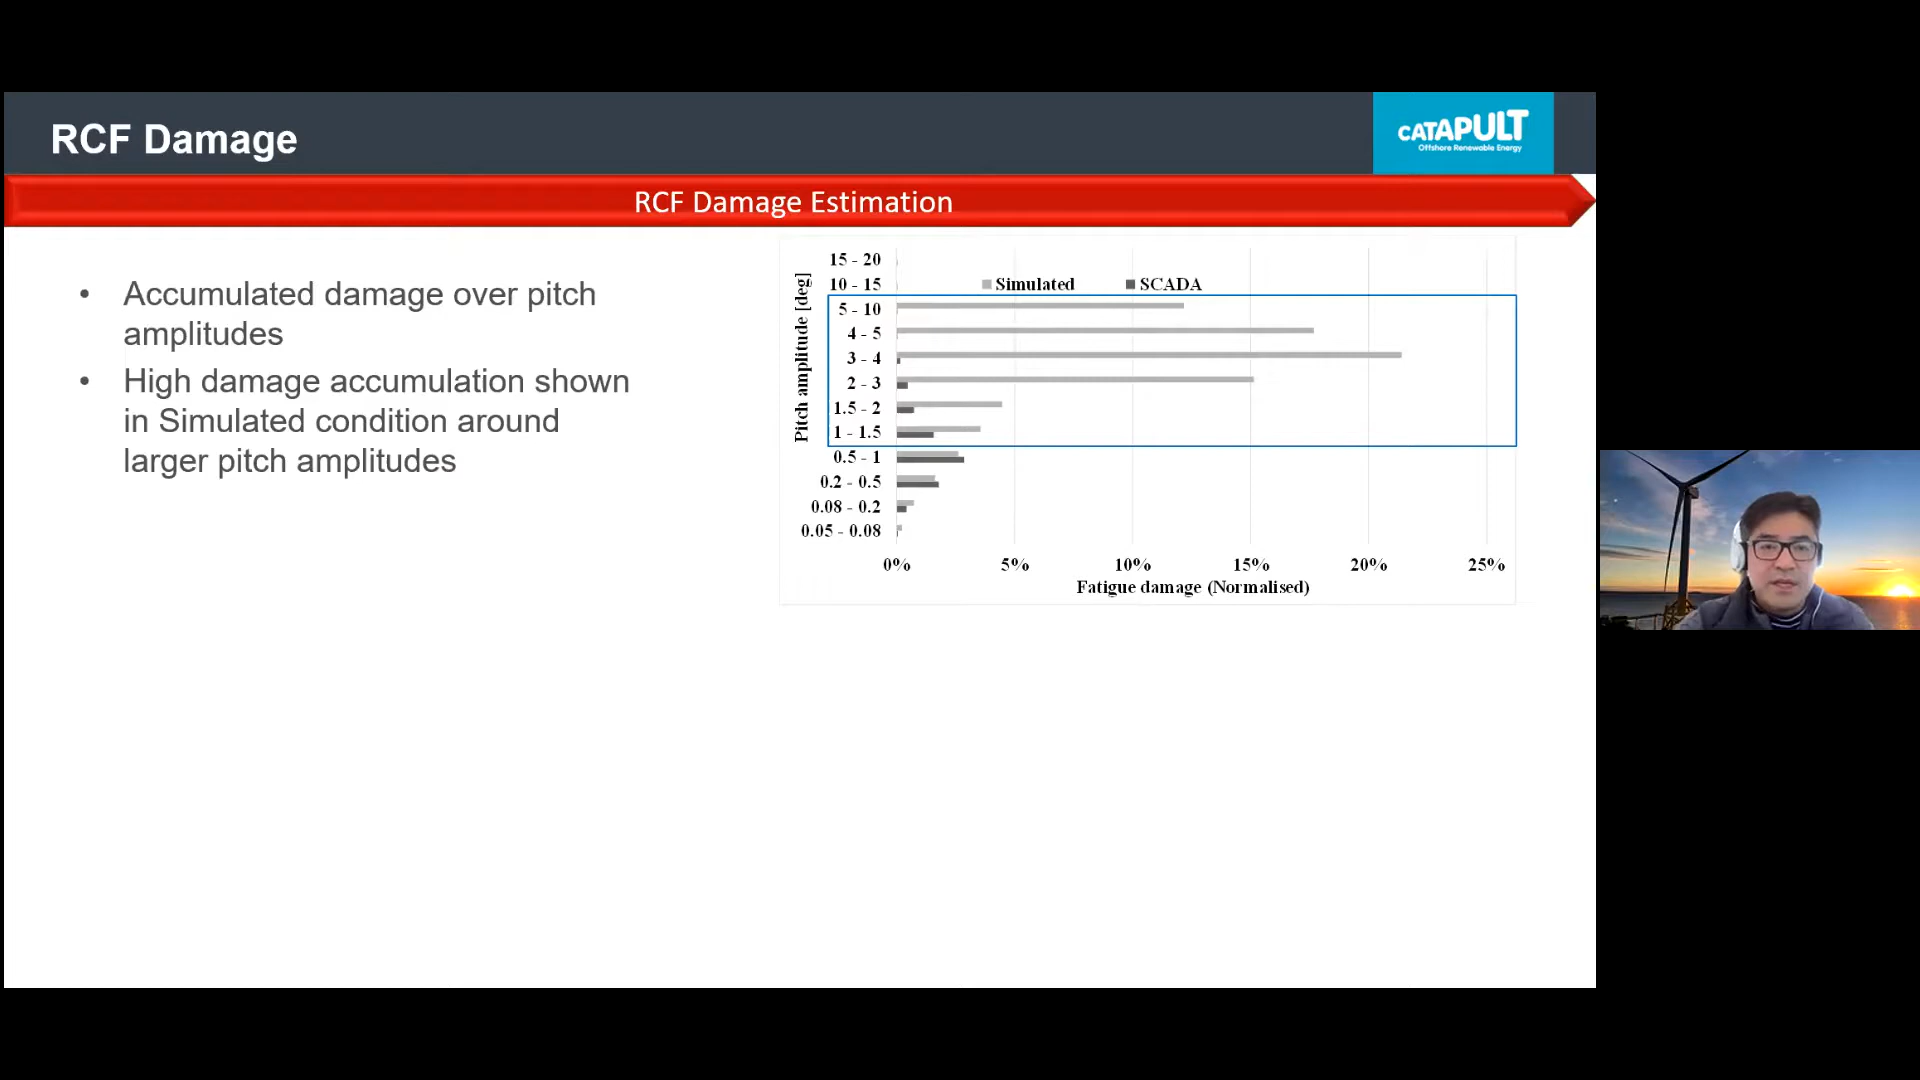 RCF Damage
CATAPULT
Offshore Renewable Energy
RCF Damage Estimation
• Accumulated damage over pitch
amplitudes
• High damage accumulation shown
in Simulated condition around
larger pitch amplitudes
Pitch amplitude [deg]
15 - 20
10 - 15
5 - 10
4 - 5
3 - 4
2 - 3
1.5 - 2
1 - 1.5
0.5 - 1
0.2 - 0.5
0.08 - 0.2
0.05 - 0.08
Simulated SCADA
0% 5% 10% 15% 20% 25%
Fatigue damage (Normalised)